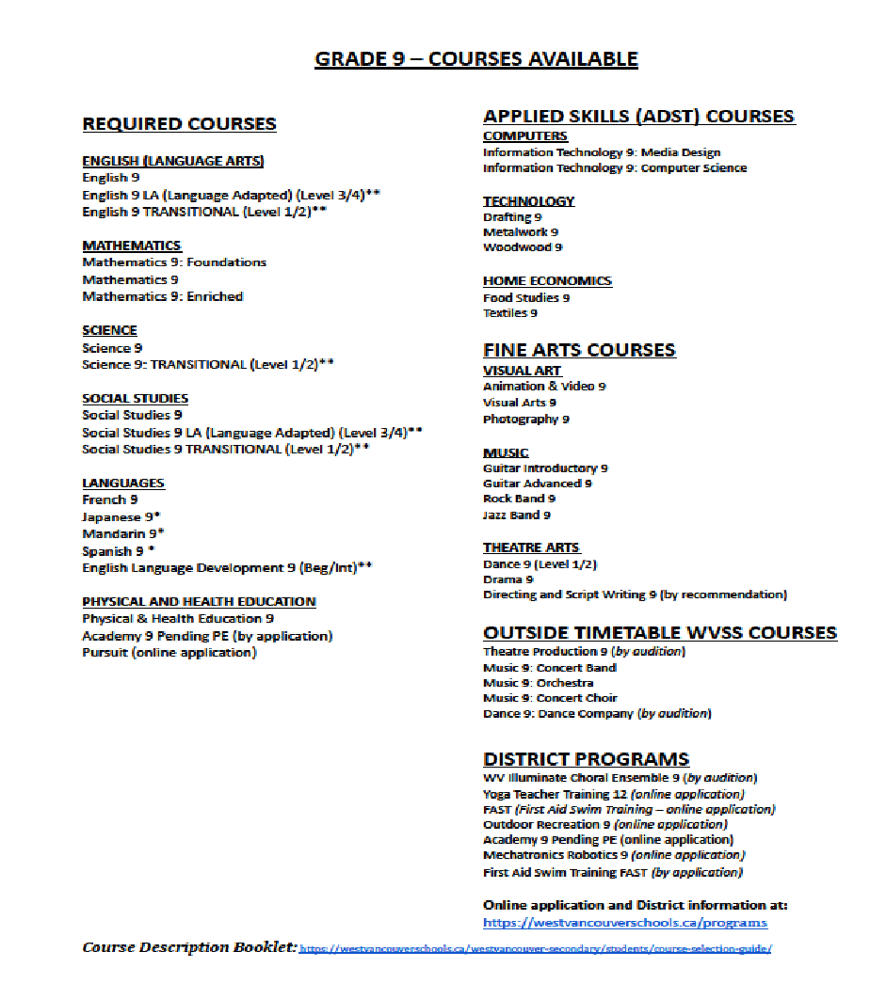 GRADE 9 – COURSES AVAILABLE
REQUIRED COURSES
ENGLISH (LANGUAGE ARTS)
English 9
English 9 LA (Language Adapted) (Level 3/4)**
English 9 TRANSITIONAL (Level 1/2)**
MATHEMATICS
Mathematics 9: Foundations
Mathematics 9
Mathematics 9: Enriched
SCIENCE
Science 9
Science 9: TRANSITIONAL (Level 1/2)**
SOCIAL STUDIES
Social Studies 9
Social Studies 9 LA (Language Adapted) (Level 3/4)**
Social Studies 9 TRANSITIONAL (Level 1/2)**
LANGUAGES
French 9
Japanese 9*
Mandarin 9*
Spanish 9 *
English Language Development 9 (Beg/Int)**
PHYSICAL AND HEALTH EDUCATION
Physical & Health Education 9
Academy 9 Pending PE (by application)
Pursuit (online application)
APPLIED SKILLS (ADST) COURSES
COMPUTERS
Information Technology 9: Media Design
Information Technology 9: Computer Science
TECHNOLOGY
Drafting 9
Metalwork 9
Woodwood 9
HOME ECONOMICS
Food Studies 9
Textiles 9
FINE ARTS COURSES
VISUAL ART
Animation & Video 9
Visual Arts 9
Photography 9
MUSIC
Guitar Introductory 9
Guitar Advanced 9
Rock Band 9
Jazz Band 9
THEATRE ARTS
Dance 9 (Level 1/2)
Drama 9
Directing and Script Writing 9 (by recommendation)
OUTSIDE TIMETABLE WVSS COURSES
Theatre Production 9 (by audition)
Music 9: Concert Band
Music 9: Orchestra
Music 9: Concert Choir
Dance 9: Dance Company (by audition)
DISTRICT PROGRAMS
WV Illuminate Choral Ensemble 9 (by audition)
Yoga Teacher Training 12 (online application)
FAST (First Aid Swim Training – online application)
Outdoor Recreation 9 (online application)
Academy 9 Pending PE (online application)
Mechatronics Robotics 9 (online application)
First Aid Swim Training FAST (by application)
Online application and District information at:
https://westvancouverschools.ca/programs
Course Description Booklet: https://westvancouverschools.ca/westvancouver-secondary/students/course-selection-guide/